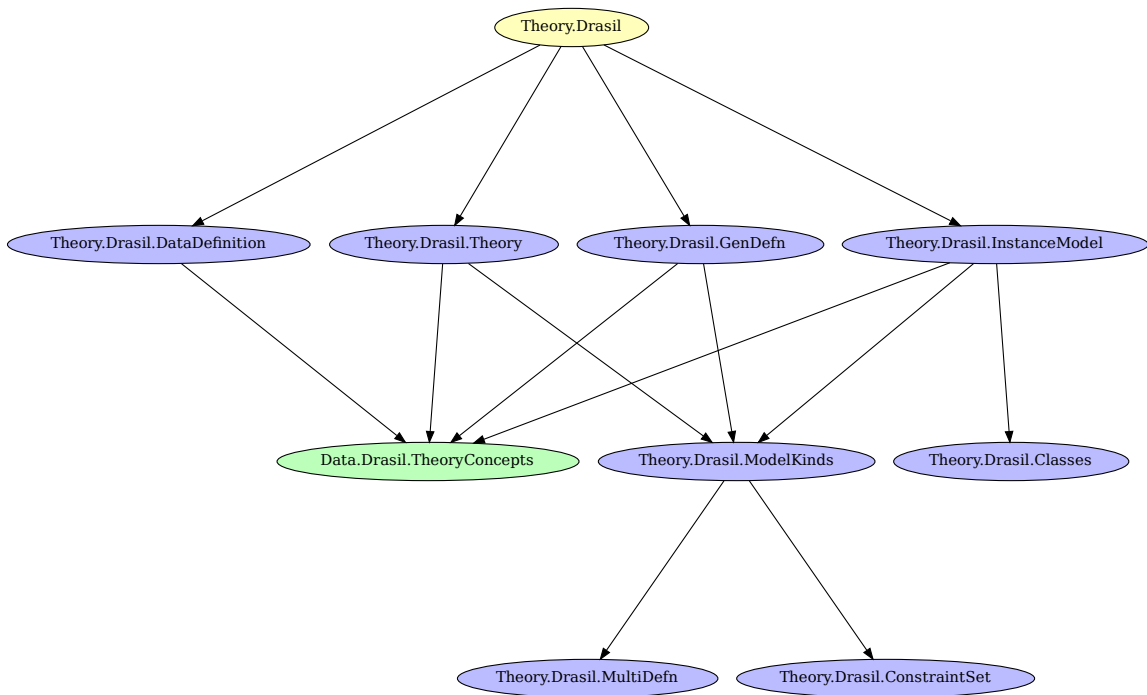 Theory.Drasil
Theory.Drasil.DataDefinition
Theory.Drasil.Theory
Theory.Drasil.GenDefn
Theory.Drasil.InstanceModel
Data.Drasil.TheoryConcepts
Theory.Drasil.ModelKinds
Theory.Drasil.Classes
Theory.Drasil.MultiDefn
Theory.Drasil.ConstraintSet